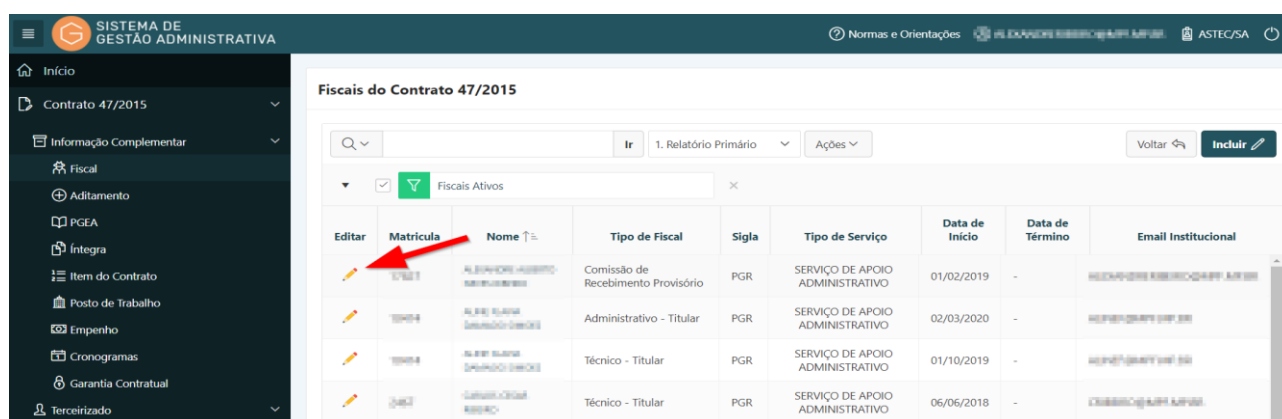 SISTEMA DE
GESTÃO ADMINISTRATIVA
Normas e Orientações
ASTEC/SA
Início
Contrato 47/2015
Informação Complementar
Fiscal
Aditamento
PGEA
Íntegra
Item do Contrato
Posto de Trabalho
Empenho
Cronogramas
Garantia Contratual
Terceirizado
Fiscais do Contrato 47/2015
Ir
1. Relatório Primário
Ações
Voltar
Incluir
Fiscais Ativos
Editar Matricula Nome Tipo de Fiscal Sigla Tipo de Serviço Data de Início Data de Término Email Institucional
Comissão de Recebimento Provisório PGR SERVIÇO DE APOIO ADMINISTRATIVO 01/02/2019 -
Administrativo - Titular PGR SERVIÇO DE APOIO ADMINISTRATIVO 02/03/2020 -
Técnico - Titular PGR SERVIÇO DE APOIO ADMINISTRATIVO 01/10/2019 -
Técnico - Titular PGR SERVIÇO DE APOIO ADMINISTRATIVO 06/06/2018 -